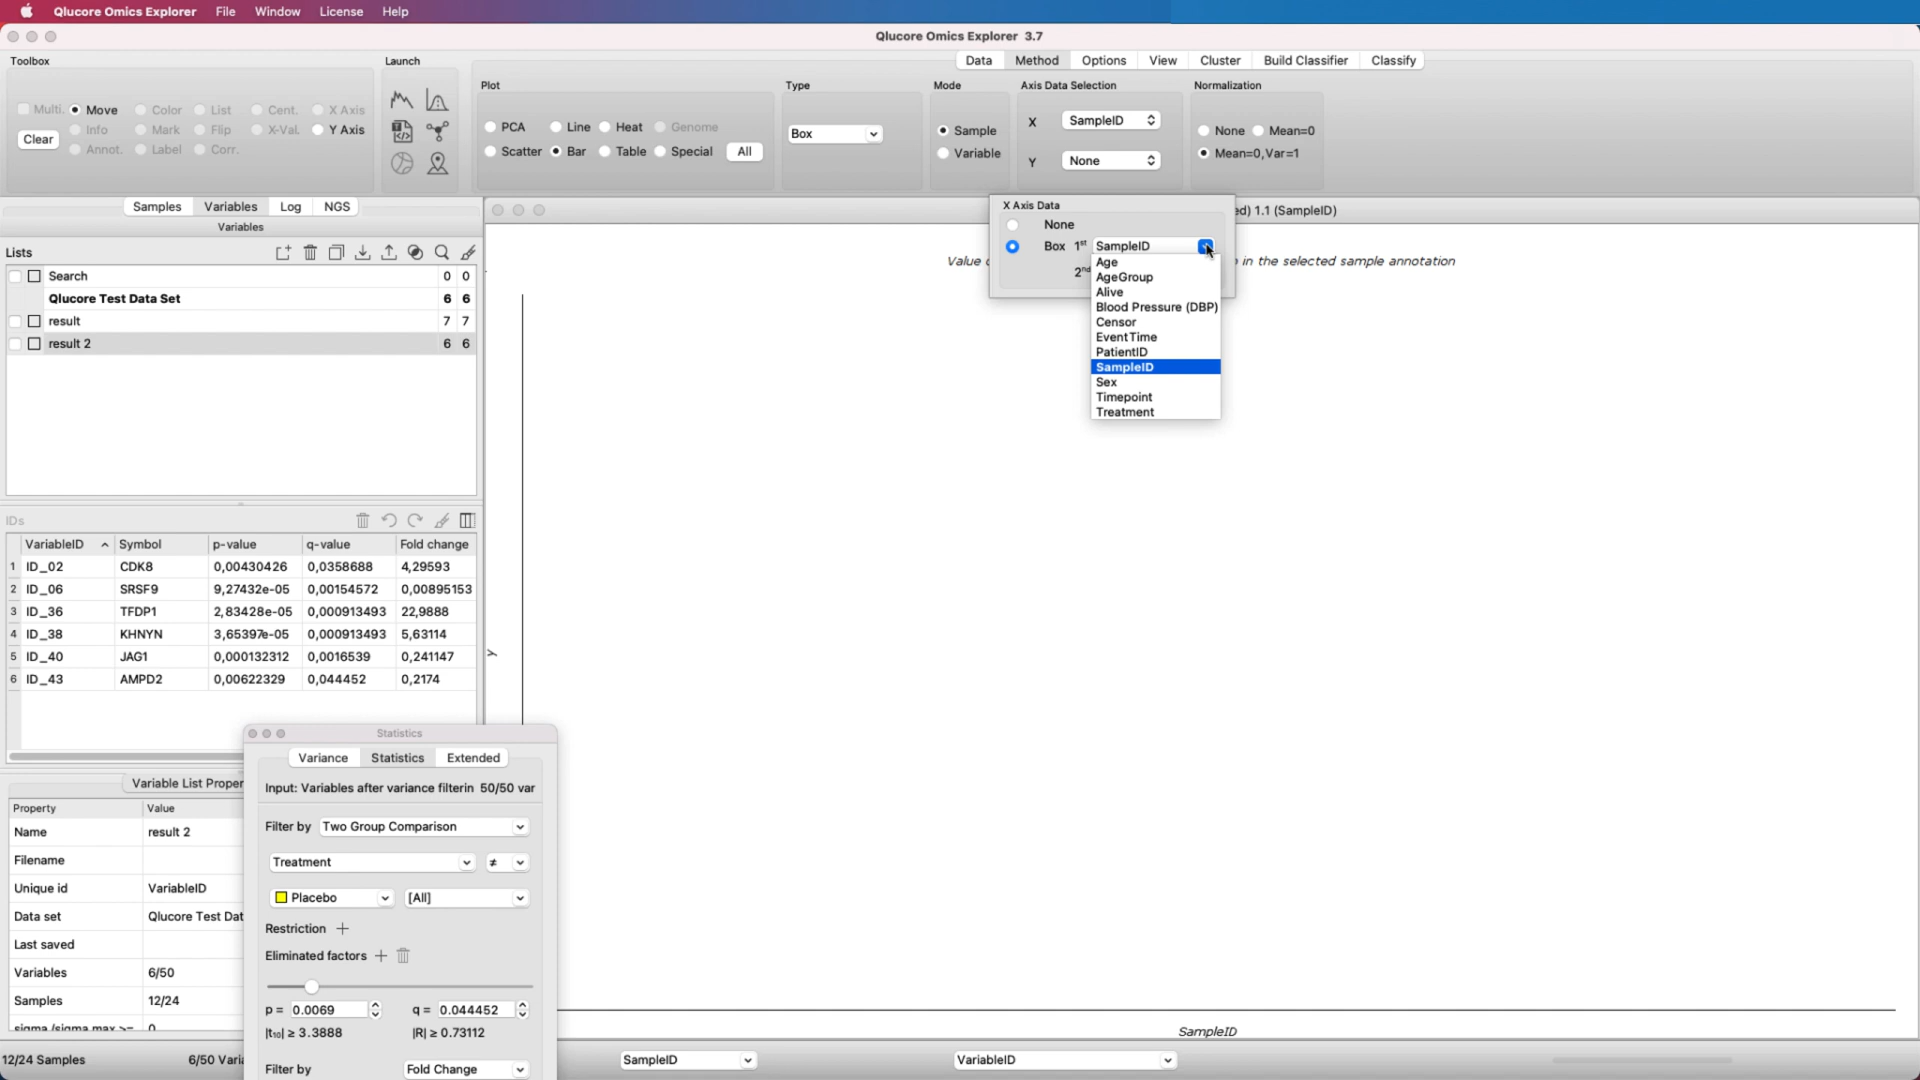 Qlucore Omics Explorer File Window License Help
Qlucore Omics Explorer 3.7
Toolbox
Launch
Data Method Options View Cluster Build Classifier Classify
Plot Type Mode Axis Data Selection Normalization
Multi. Move Color List Cent. X Axis
Info Mark Flip X-Val. Y Axis
Clear
Annot. Label Corr.
PCA Line Heat Genome
Scatter Bar Table Special All
Box
Sample
Variable
X SampleID
Y None
None Mean=0
Mean=0,Var=1
Samples Variables Log NGS
Variables
Lists
Search 0 0
Qlucore Test Data Set 6 6
result 7 7
result 2 6 6
ed) 1.1 (SampleID)
Value
in the selected sample annotation
X Axis Data
None
Box 1st SampleID
2nd
Age
AgeGroup
Alive
Blood Pressure (DBP)
Censor
EventTime
PatientID
SampleID
Sex
Timepoint
Treatment
IDs
VariableID Symbol p-value q-value Fold change
1 ID_02 CDK8 0,00430426 0,0358688 4,29593
2 ID_06 SRSF9 9,27432e-05 0,00154572 0,00895153
3 ID_36 TFDP1 2,83428e-05 0,000913493 22,9888
4 ID_38 KHNYN 3,65397e-05 0,000913493 5,63114
5 ID_40 JAG1 0,000132312 0,0016539 0,241147
6 ID_43 AMPD2 0,00622329 0,044452 0,2174
y
Variable List Proper
Property Value
Name result 2
Filename
Unique id VariableID
Data set Qlucore Test Dat
Last saved
Variables 6/50
Samples 12/24
sigma /sigma max >= 0
Statistics
Variance Statistics Extended
Input: Variables after variance filterin 50/50 var
Filter by Two Group Comparison
Treatment ≠
Placebo [All]
Restriction +
Eliminated factors +
p = 0.0069 q = 0.044452
|t₁₀| ≥ 3.3888 |R| ≥ 0.73112
Filter by Fold Change
SampleID
12/24 Samples 6/50 Varia
SampleID VariableID